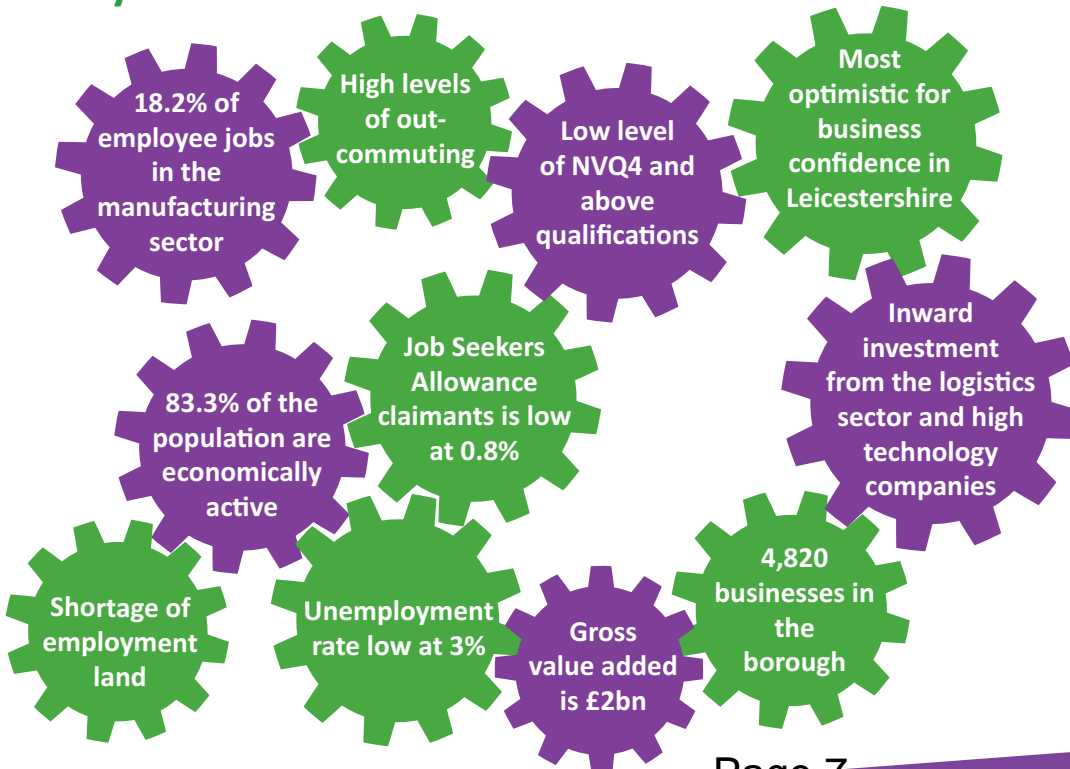 18.2% of
employee jobs
in the
manufacturing
sector
High levels
of out-
commuting
Low level
of NVQ4 and
above
qualifications
Most
optimistic for
business
confidence in
Leicestershire
83.3% of the
population are
economically
active
Job Seekers
Allowance
claimants is low
at 0.8%
Inward
investment
from the logistics
sector and high
technology
companies
Shortage of
employment
land
Unemployment
rate low at 3%
Gross
value added
is £2bn
4,820
businesses in
the
borough
Page 7